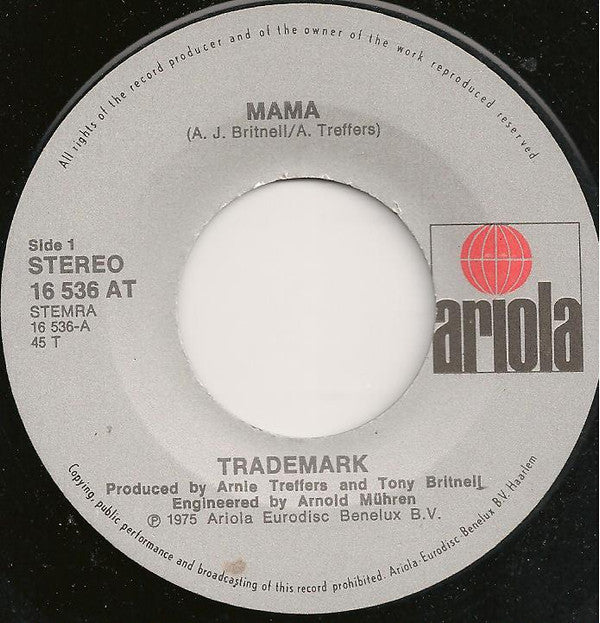 All rights of the record producer and of the owner of the work reproduced reserved.
MAMA
(A. J. Britnell/A. Treffers)
Side 1
STEREO
16 536 AT
STEMRA
16 536-A
45 T
ariola
TRADEMARK
Produced by Arnie Treffers and Tony Britnell
Engineered by Arnold Mühren
℗ 1975 Ariola Eurodisc Benelux B.V.
Copying, public performance and broadcasting of this record prohibited. Ariola-Eurodisc Benelux B.V. Haarlem